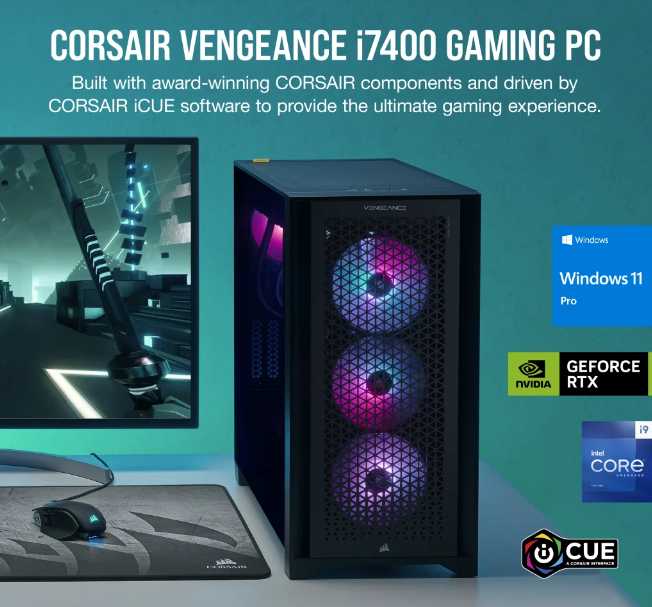 CORSAIR VENGEANCE i7400 GAMING PC
Built with award-winning CORSAIR components and driven by
CORSAIR iCUE software to provide the ultimate gaming experience.
VENGEANCE
Windows
Windows 11
Pro
NVIDIA
GEFORCE
RTX
i9
intel
CORE
UNLOCKED
CORSAIR
iCUE
A CORSAIR INTERFACE